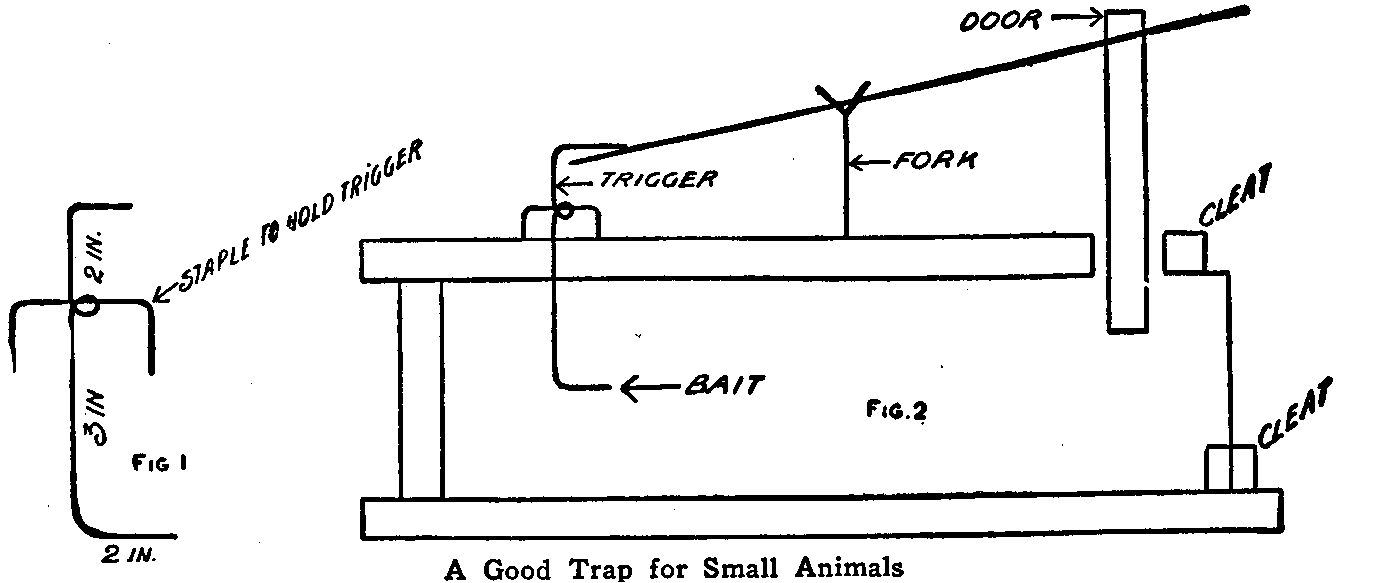 DOOR
FORK
TRIGGER
CLEAT
STAPLE TO HOLD TRIGGER
2 IN.
3 IN
FIG 1
2 IN.
BAIT
FIG.2
CLEAT
A Good Trap for Small Animals